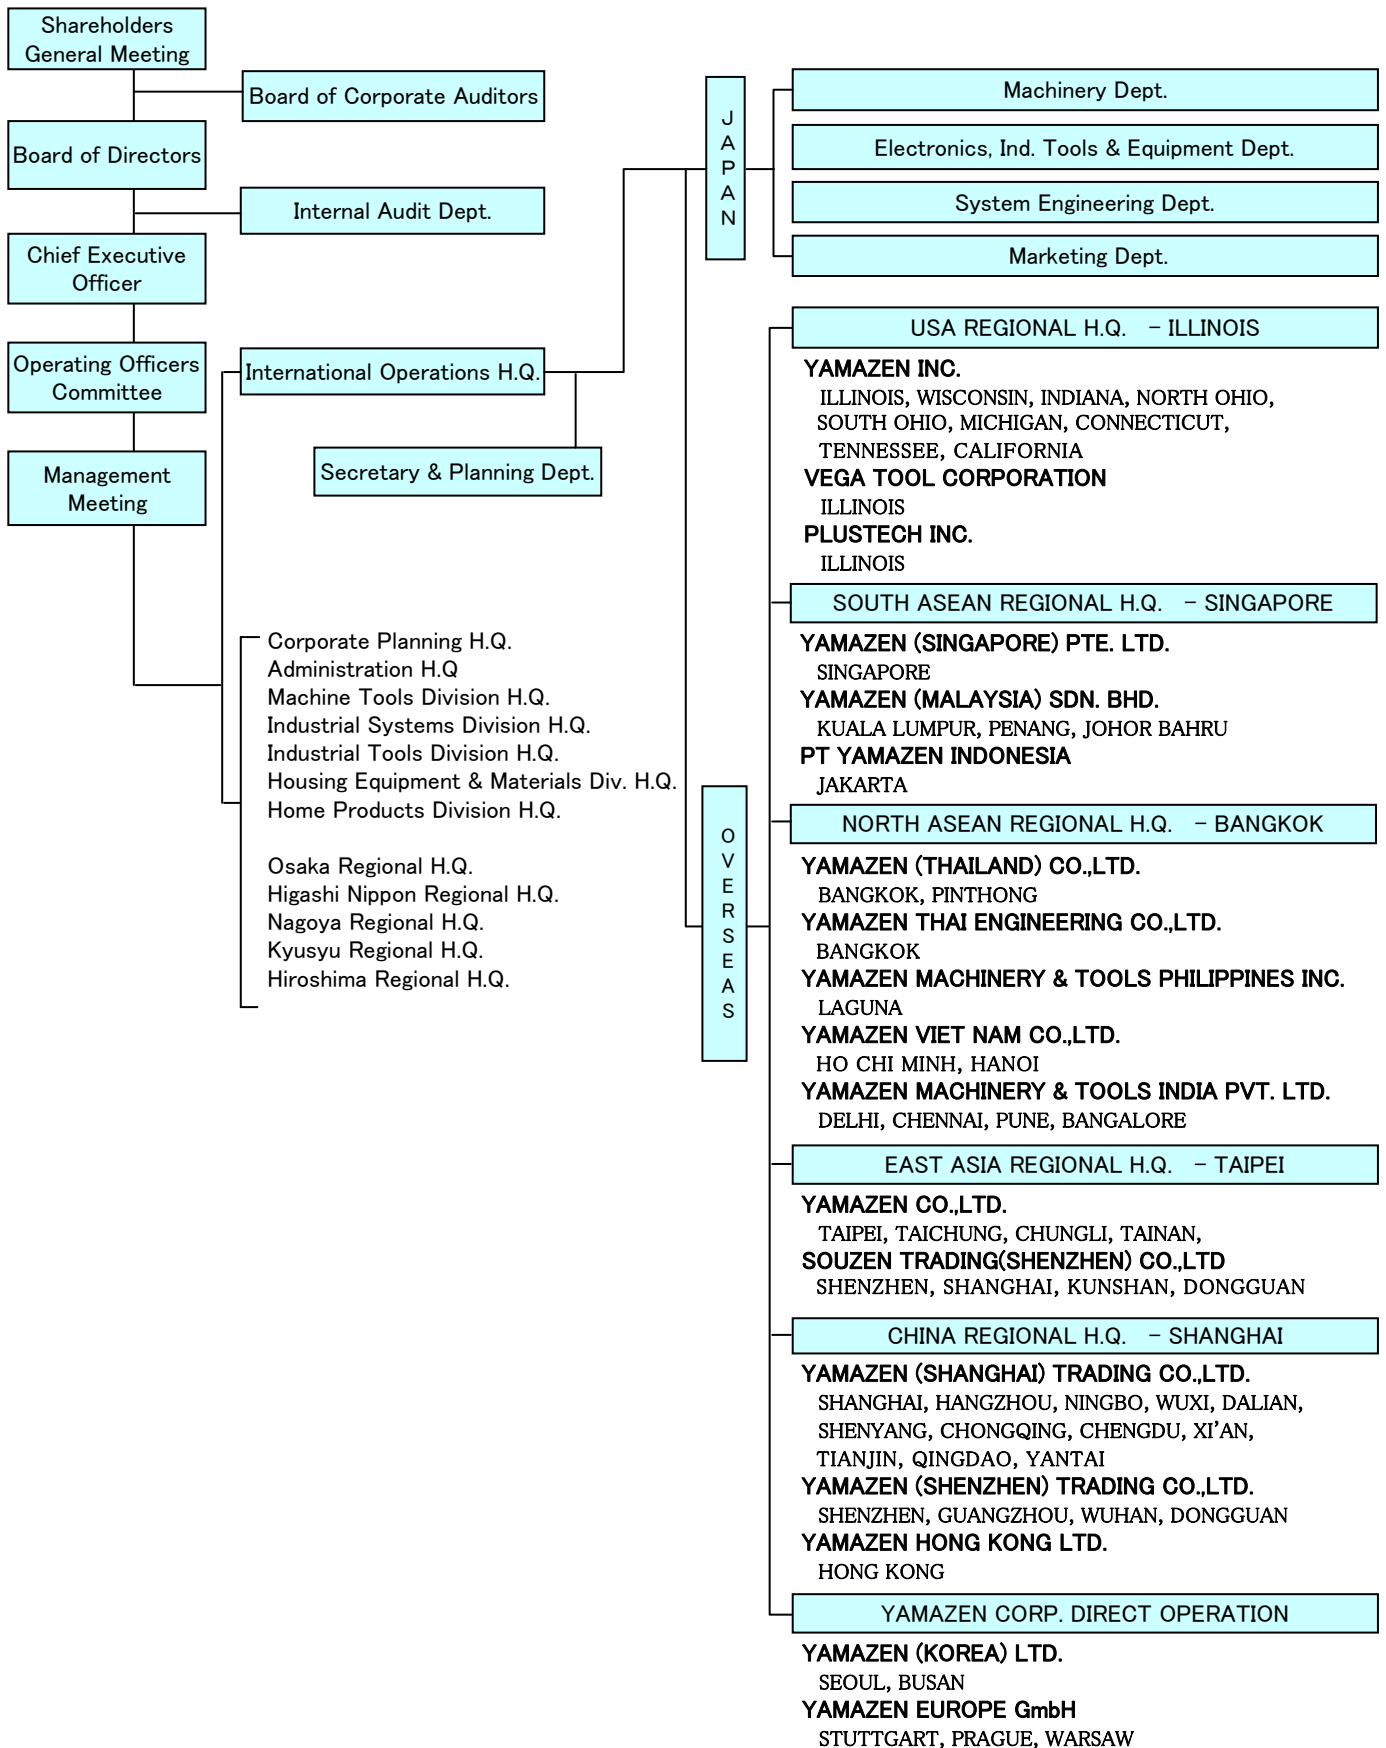 Shareholders
General Meeting
Board of Corporate Auditors
Board of Directors
Internal Audit Dept.
Chief Executive
Officer
Operating Officers
Committee
International Operations H.Q.
Secretary & Planning Dept.
Management
Meeting
Corporate Planning H.Q.
Administration H.Q
Machine Tools Division H.Q.
Industrial Systems Division H.Q.
Industrial Tools Division H.Q.
Housing Equipment & Materials Div. H.Q.
Home Products Division H.Q.
Osaka Regional H.Q.
Higashi Nippon Regional H.Q.
Nagoya Regional H.Q.
Kyusyu Regional H.Q.
Hiroshima Regional H.Q.
JAPAN
Machinery Dept.
Electronics, Ind. Tools & Equipment Dept.
System Engineering Dept.
Marketing Dept.
OVERSEAS
USA REGIONAL H.Q. - ILLINOIS
YAMAZEN INC.
ILLINOIS, WISCONSIN, INDIANA, NORTH OHIO,
SOUTH OHIO, MICHIGAN, CONNECTICUT,
TENNESSEE, CALIFORNIA
VEGA TOOL CORPORATION
ILLINOIS
PLUSTECH INC.
ILLINOIS
SOUTH ASEAN REGIONAL H.Q. - SINGAPORE
YAMAZEN (SINGAPORE) PTE. LTD.
SINGAPORE
YAMAZEN (MALAYSIA) SDN. BHD.
KUALA LUMPUR, PENANG, JOHOR BAHRU
PT YAMAZEN INDONESIA
JAKARTA
NORTH ASEAN REGIONAL H.Q. - BANGKOK
YAMAZEN (THAILAND) CO.,LTD.
BANGKOK, PINTHONG
YAMAZEN THAI ENGINEERING CO.,LTD.
BANGKOK
YAMAZEN MACHINERY & TOOLS PHILIPPINES INC.
LAGUNA
YAMAZEN VIET NAM CO.,LTD.
HO CHI MINH, HANOI
YAMAZEN MACHINERY & TOOLS INDIA PVT. LTD.
DELHI, CHENNAI, PUNE, BANGALORE
EAST ASIA REGIONAL H.Q. - TAIPEI
YAMAZEN CO.,LTD.
TAIPEI, TAICHUNG, CHUNGLI, TAINAN,
SOUZEN TRADING(SHENZHEN) CO.,LTD
SHENZHEN, SHANGHAI, KUNSHAN, DONGGUAN
CHINA REGIONAL H.Q. - SHANGHAI
YAMAZEN (SHANGHAI) TRADING CO.,LTD.
SHANGHAI, HANGZHOU, NINGBO, WUXI, DALIAN,
SHENYANG, CHONGQING, CHENGDU, XI'AN,
TIANJIN, QINGDAO, YANTAI
YAMAZEN (SHENZHEN) TRADING CO.,LTD.
SHENZHEN, GUANGZHOU, WUHAN, DONGGUAN
YAMAZEN HONG KONG LTD.
HONG KONG
YAMAZEN CORP. DIRECT OPERATION
YAMAZEN (KOREA) LTD.
SEOUL, BUSAN
YAMAZEN EUROPE GmbH
STUTTGART, PRAGUE, WARSAW